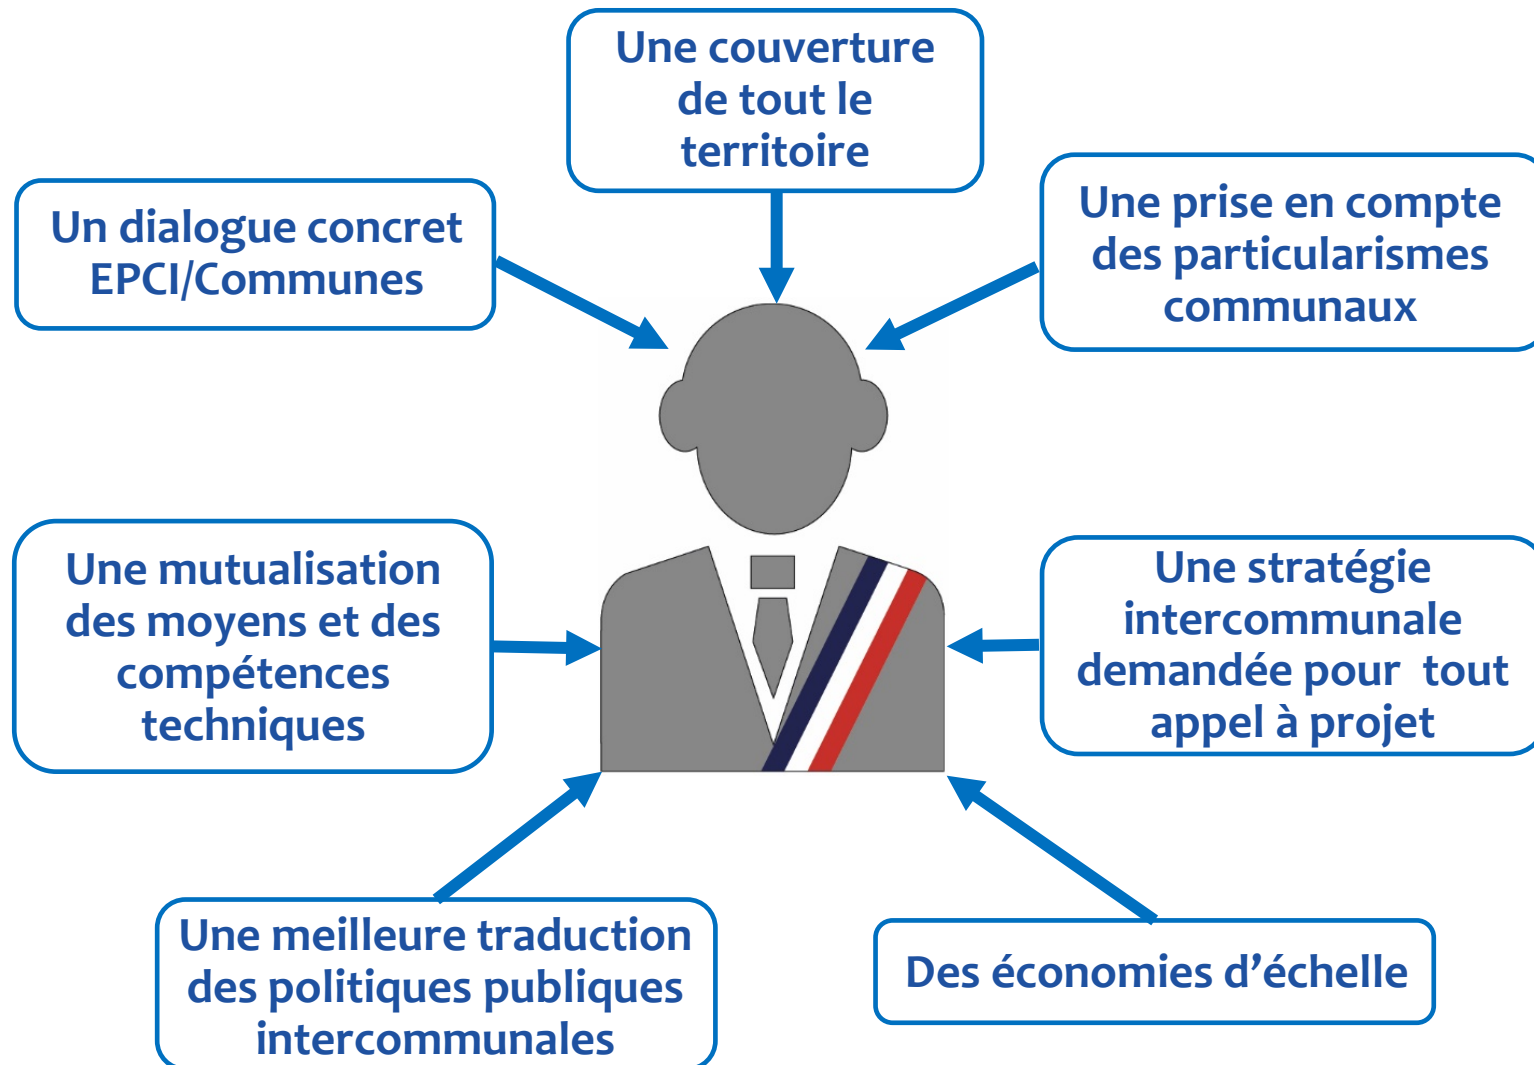 Une couverture
de tout le
territoire
Un dialogue concret
EPCI/Communes
Une prise en compte
des particularismes
communaux
Une mutualisation
des moyens et des
compétences
techniques
Une stratégie
intercommunale
demandée pour tout
appel à projet
Une meilleure traduction
des politiques publiques
intercommunales
Des économies d’échelle